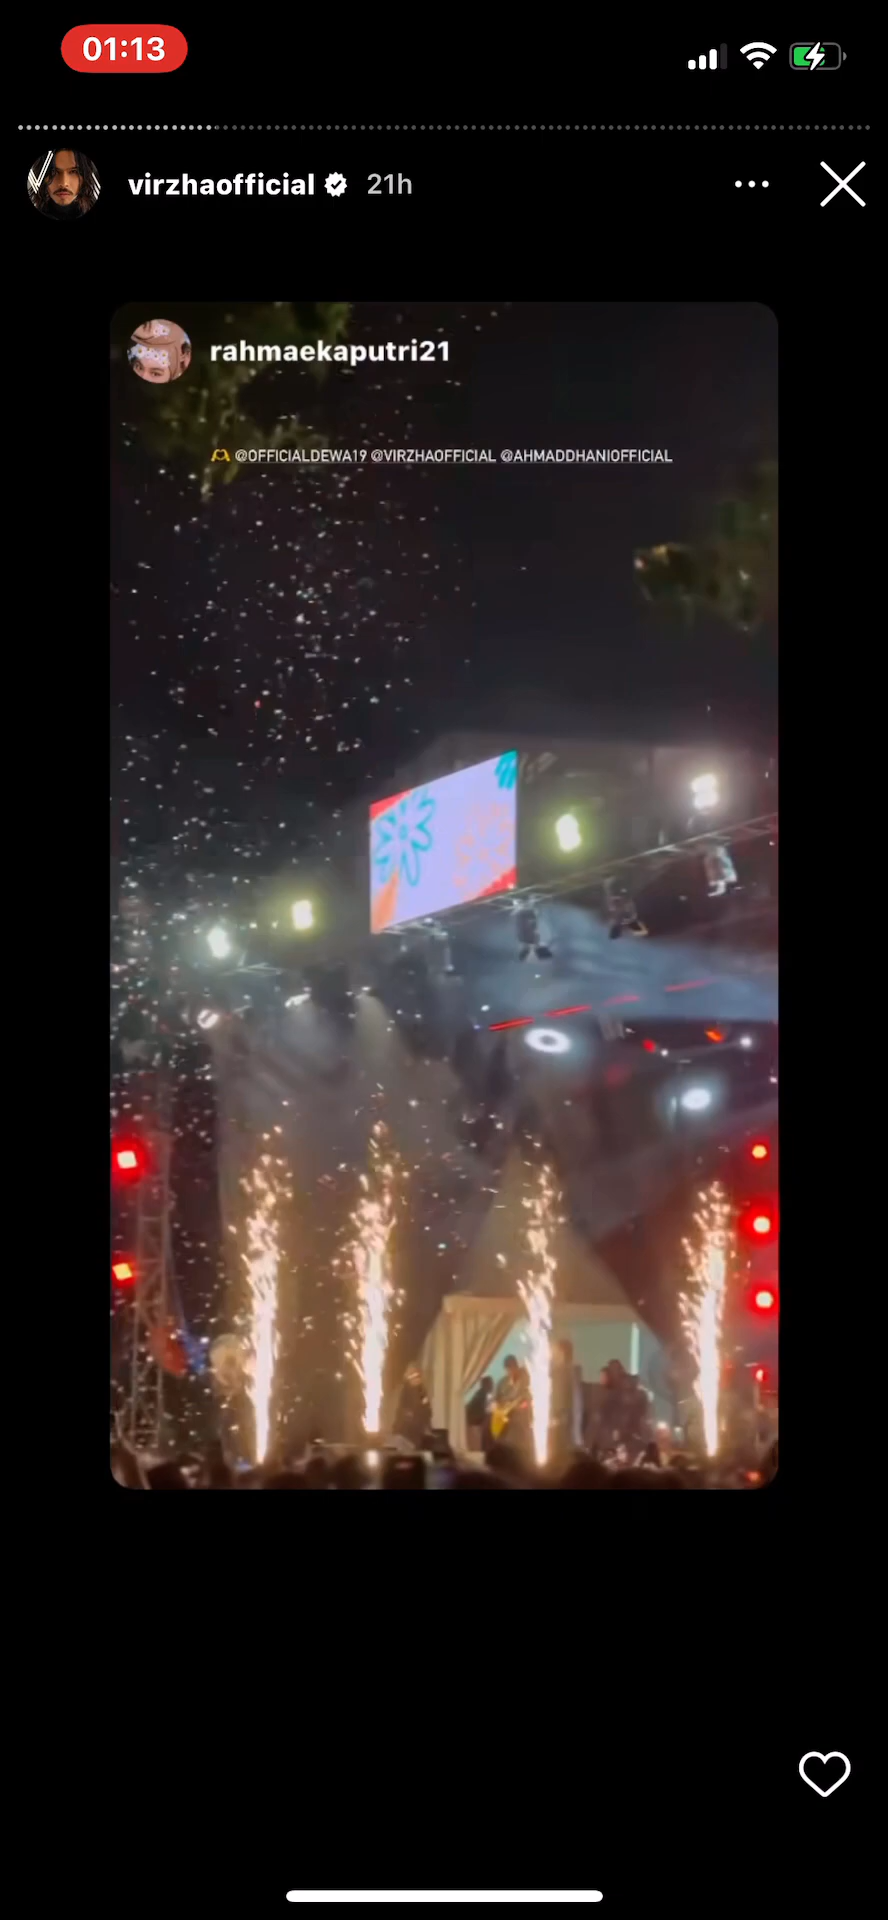 01:13
virzhaofficial 21h
rahmaekaputri21
@OFFICIALDEWA19 @VIRZHAOFFICIAL @AHMADDHANIOFFICIAL